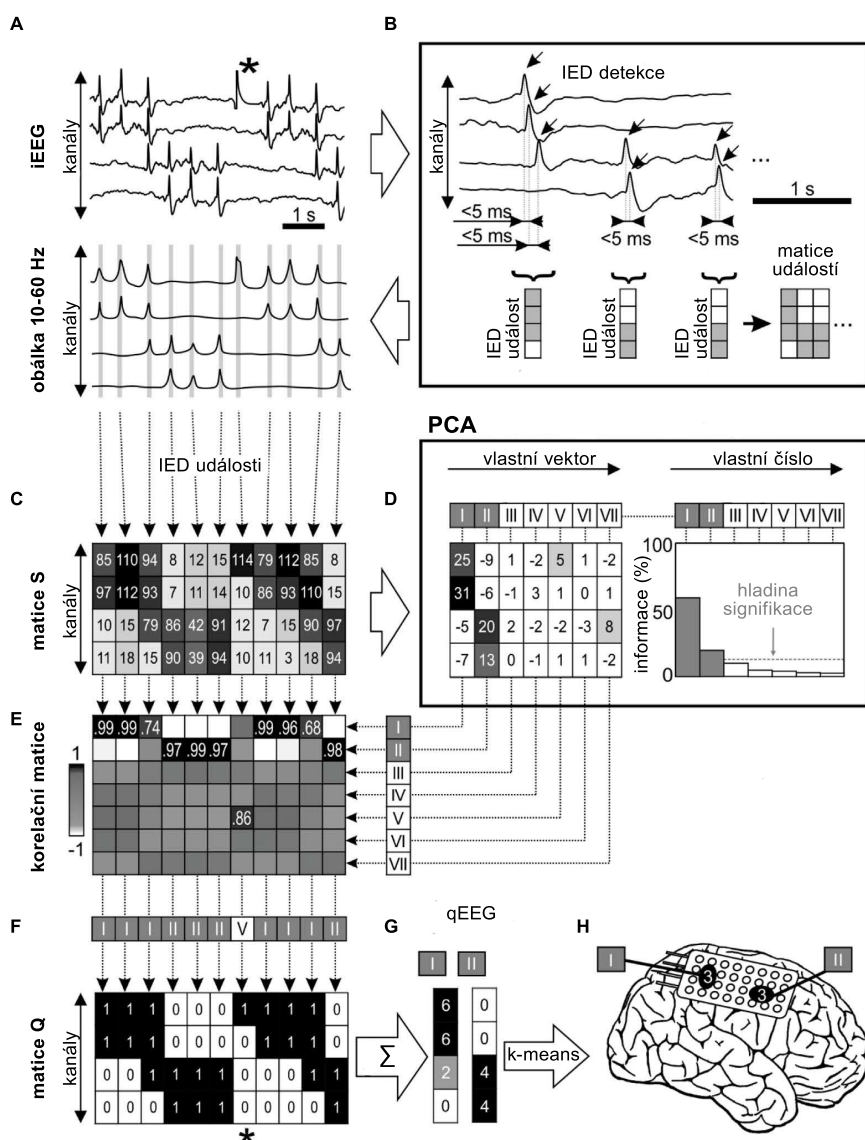 A
iEEG
kanály
*
1 s
obálka 10-60 Hz
kanály
B
IED detekce
kanály
...
1 s
<5 ms
<5 ms <5 ms <5 ms
matice
událostí
IED
událost
IED
událost
IED
událost
...
IED události
PCA
C
matice S
kanály
85 110 94 8 12 15 114 79 112 85 8
97 112 93 7 11 14 10 86 93 110 15
10 15 79 86 42 91 12 7 15 90 97
11 18 15 90 39 94 10 11 3 18 94
D
vlastní vektor
vlastní číslo
I II III IV V VI VII
I II III IV V VI VII
25 -9 1 -2 5 1 -2
31 -6 -1 3 1 0 1
-5 20 2 -2 -2 -3 8
-7 13 0 -1 1 1 -2
informace (%)
100
50
0
hladina
signifikace
E
korelační matice
1
-1
.99 .99 .74 .99 .96 .68
.97 .99 .97 .98
.86
I
II
III
IV
V
VI
VII
F
I I I II II II V I I I II
matice Q
kanály
1 1 1 0 0 0 1 1 1 1 0
1 1 1 0 0 0 0 1 1 1 0
0 0 1 1 1 1 0 0 0 1 1
0 0 0 1 1 1 0 0 0 0 1
*
Σ
G
qEEG
I II
6 0
6 0
2 4
0 4
k-means
H
I
II
3
3